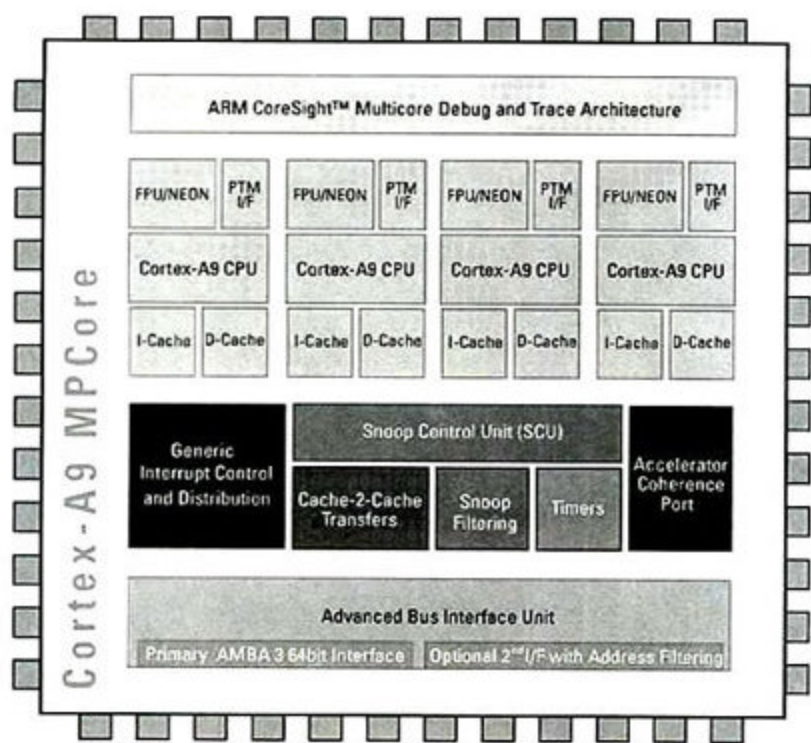 Cortex-A9 MPCore
ARM CoreSight™ Multicore Debug and Trace Architecture
FPU/NEON
PTM
I/F
FPU/NEON
PTM
I/F
FPU/NEON
PTM
I/F
FPU/NEON
PTM
I/F
Cortex-A9 CPU
Cortex-A9 CPU
Cortex-A9 CPU
Cortex-A9 CPU
I-Cache
D-Cache
I-Cache
D-Cache
I-Cache
D-Cache
I-Cache
D-Cache
Generic
Interrupt Control
and Distribution
Snoop Control Unit (SCU)
Cache-2-Cache
Transfers
Snoop
Filtering
Timers
Accelerator
Coherence
Port
Advanced Bus Interface Unit
Primary AMBA 3 64bit Interface
Optional 2nd I/F with Address Filtering